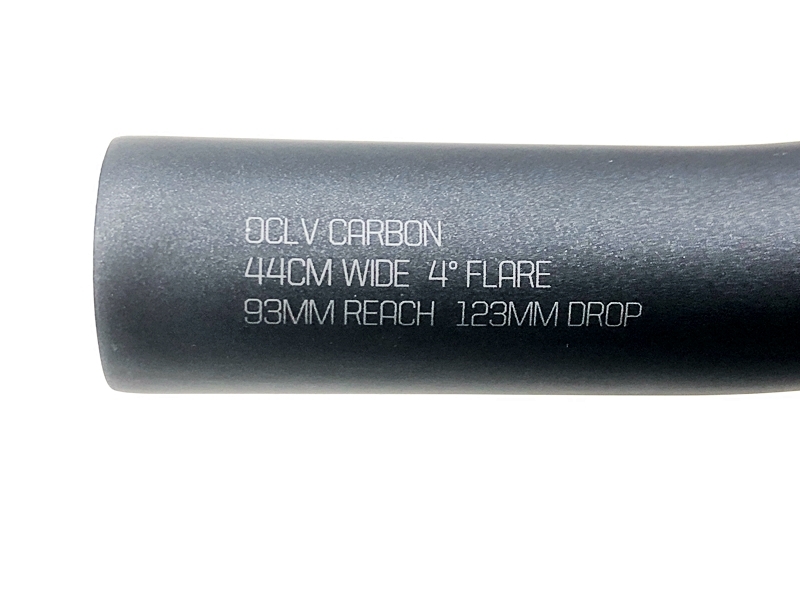 OCLV CARBON
44CM WIDE 4° FLARE
93MM REACH 123MM DROP